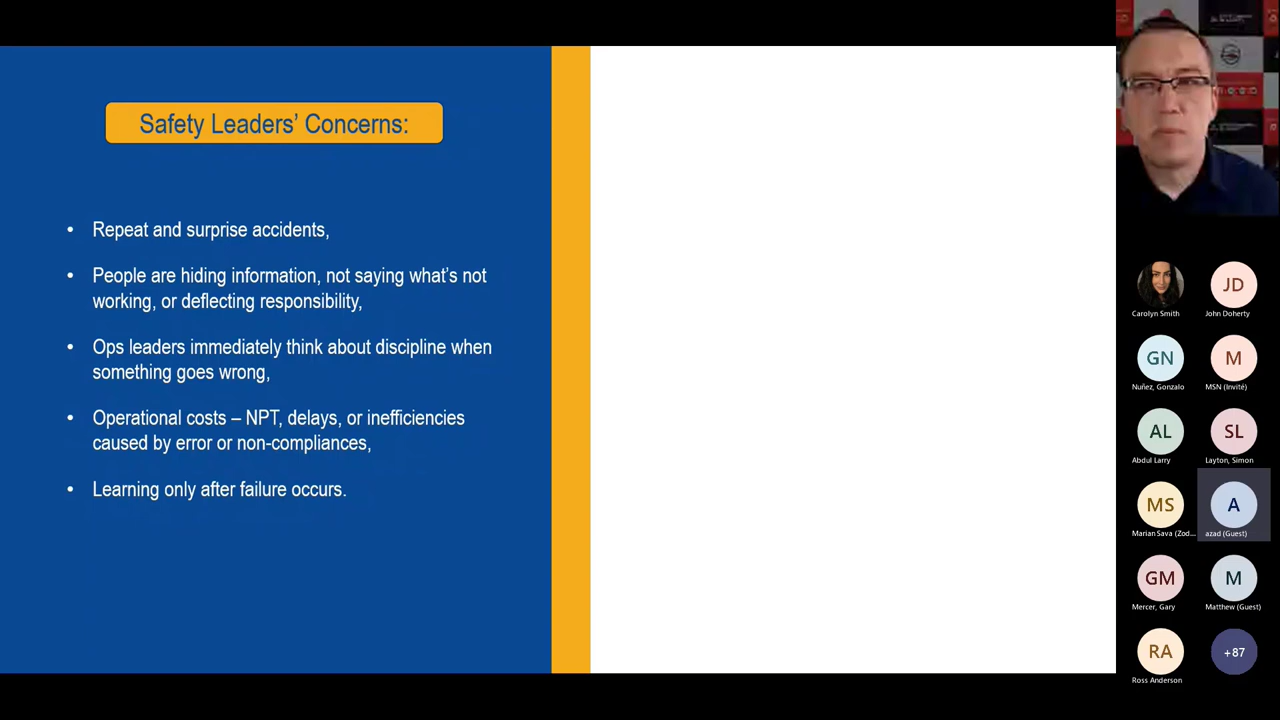 Safety Leaders' Concerns:
• Repeat and surprise accidents,
• People are hiding information, not saying what's not
working, or deflecting responsibility,
• Ops leaders immediately think about discipline when
something goes wrong,
• Operational costs – NPT, delays, or inefficiencies
caused by error or non-compliances,
• Learning only after failure occurs.
Carolyn Smith
JD
John Doherty
GN
Nuñez, Gonzalo
M
MSN (Invité)
AL
Abdul Larry
SL
Layton, Simon
MS
Marian Sava (Zod...
A
azad (Guest)
GM
Mercer, Gary
M
Matthew (Guest)
RA
Ross Anderson
+87